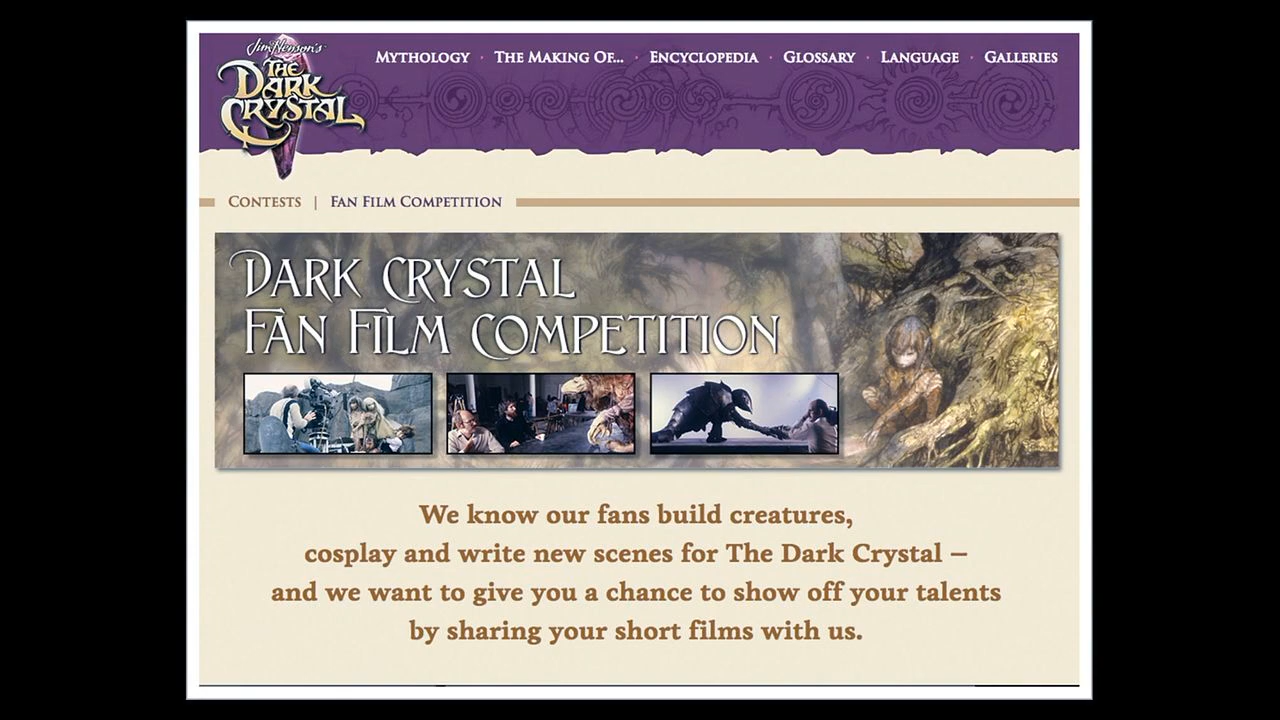 Jim Henson's
THE
DARK
CRYSTAL
MYTHOLOGY · THE MAKING OF... · ENCYCLOPEDIA · GLOSSARY · LANGUAGE · GALLERIES
CONTESTS | FAN FILM COMPETITION
DARK CRYSTAL
FAN FILM COMPETITION
We know our fans build creatures,
cosplay and write new scenes for The Dark Crystal –
and we want to give you a chance to show off your talents
by sharing your short films with us.